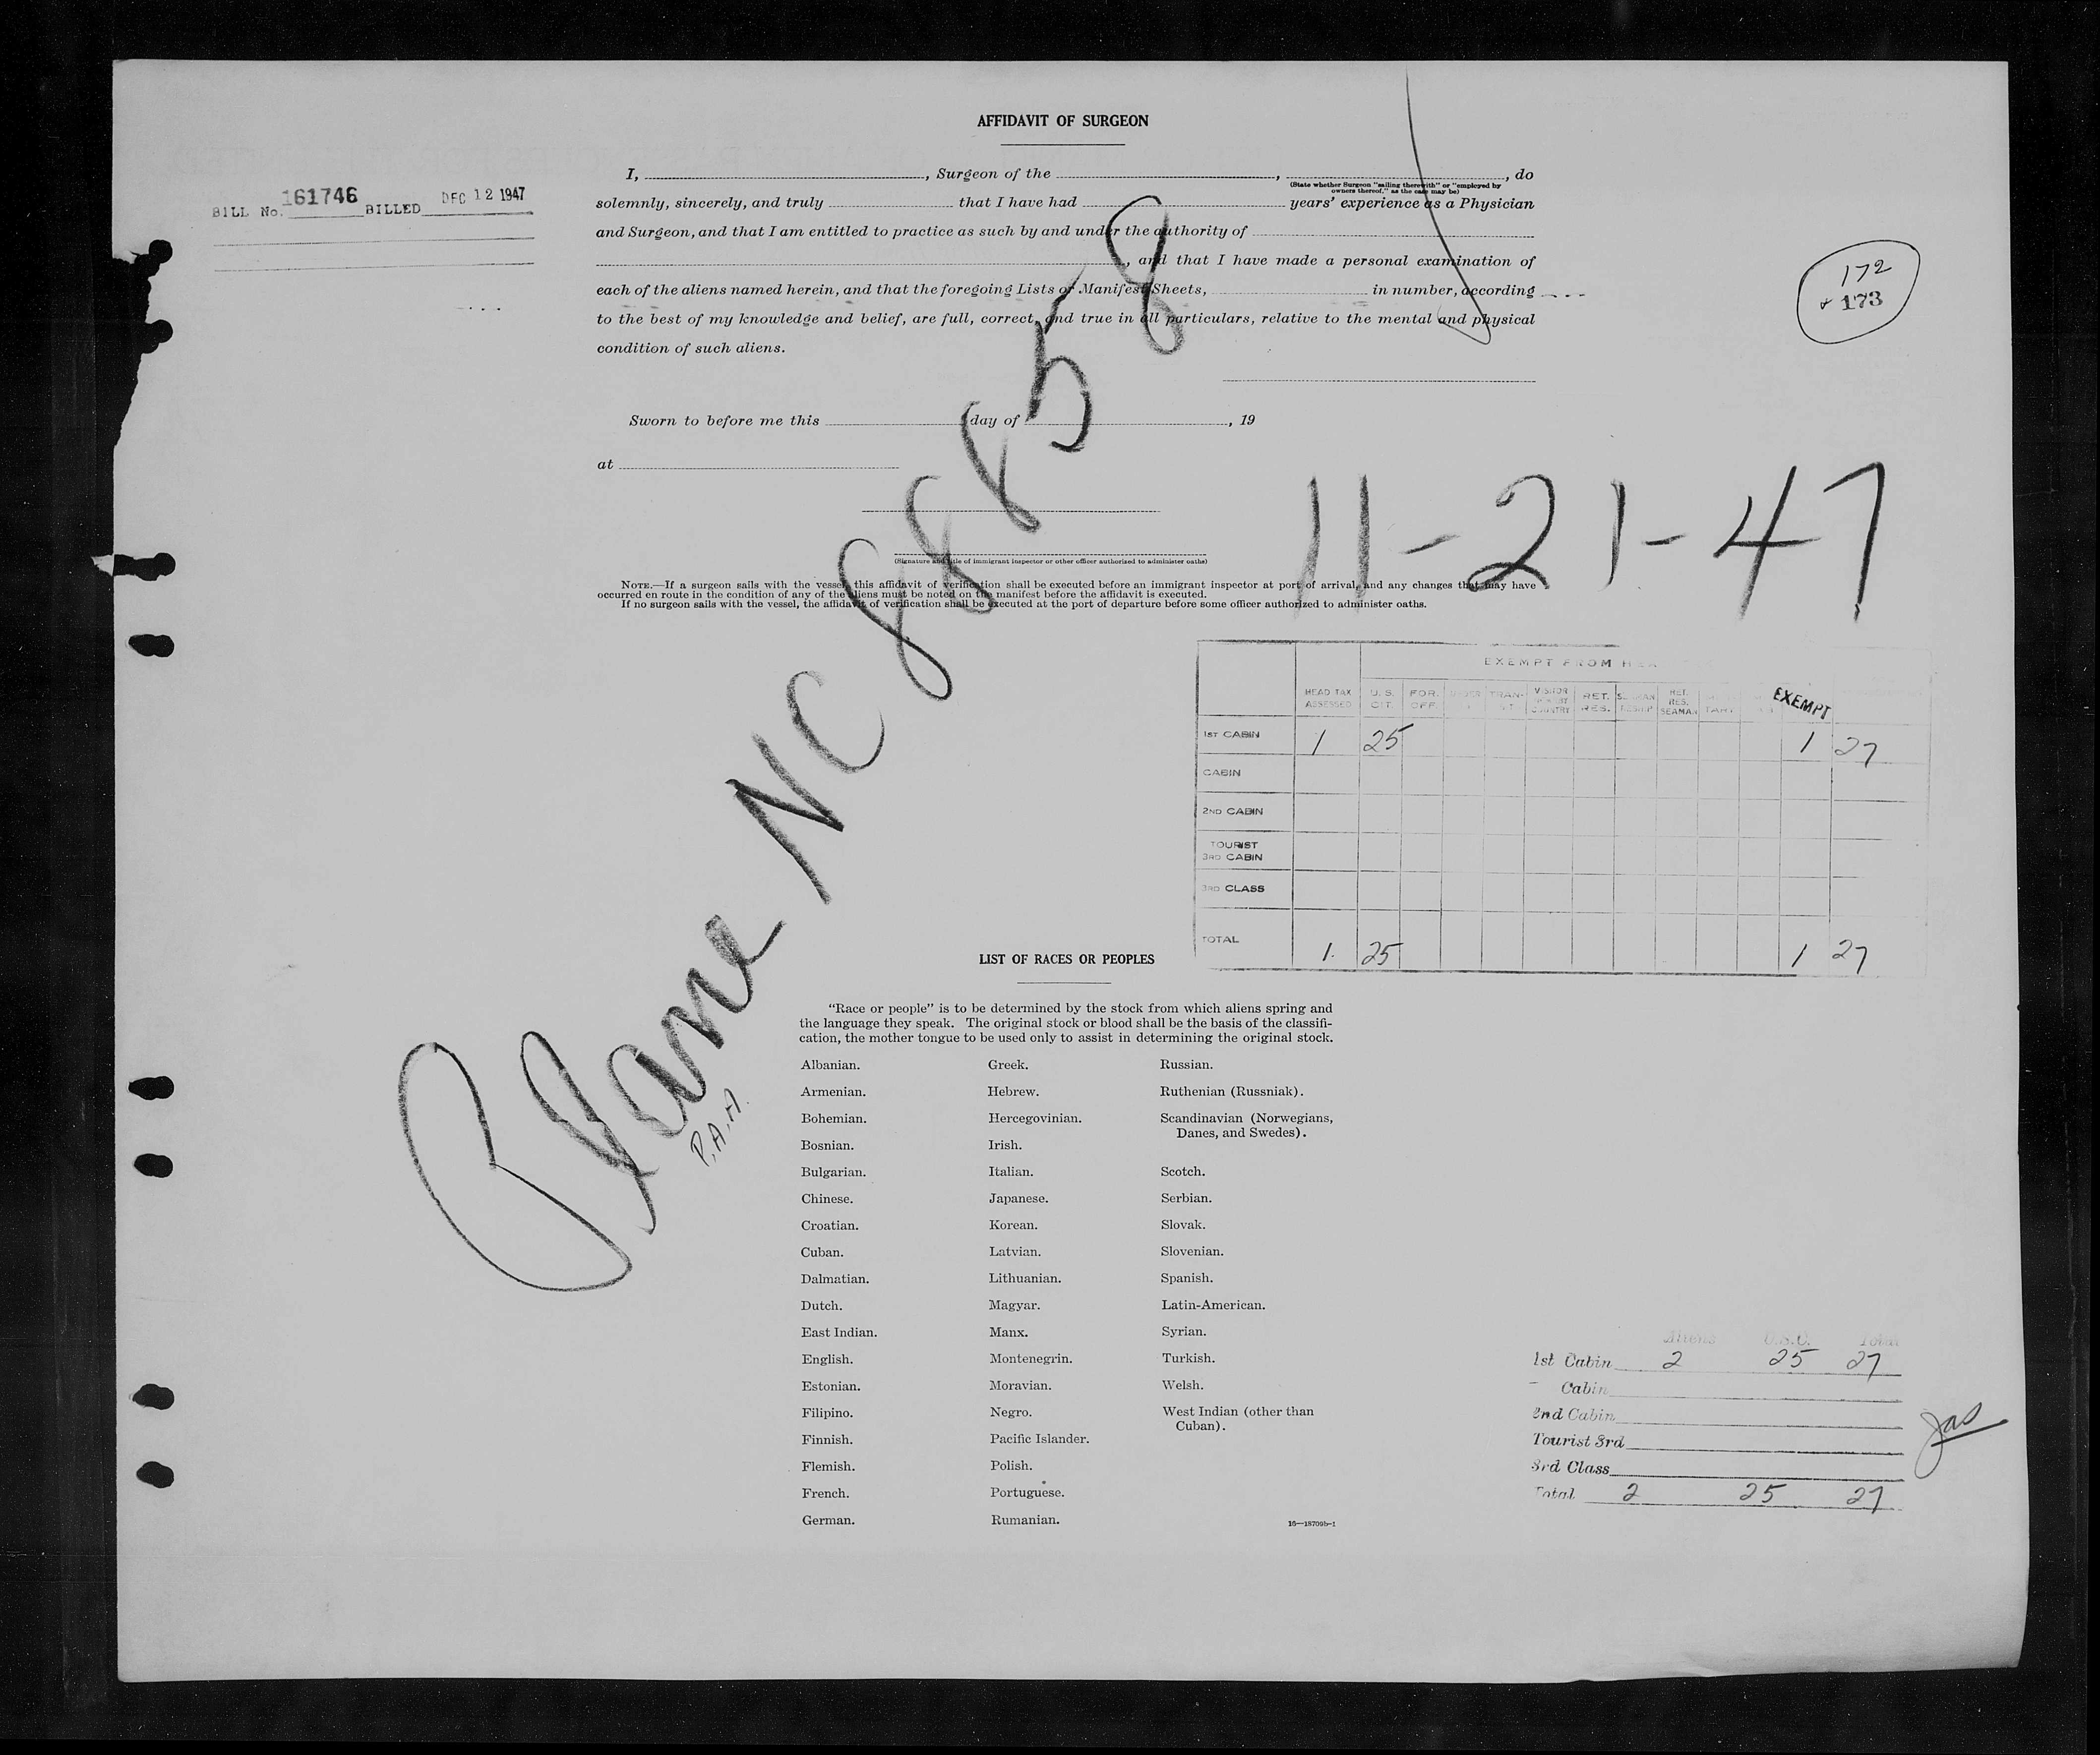 AFFIDAVIT OF SURGEON
I, , Surgeon of the , , do
(State whether Surgeon "sailing therewith" or "employed by
owners thereof," as the case may be)
solemnly, sincerely, and truly that I have had years' experience as a Physician
and Surgeon, and that I am entitled to practice as such by and under the authority of
, and that I have made a personal examination of
each of the aliens named herein, and that the foregoing Lists or Manifest Sheets, in number, according
to the best of my knowledge and belief, are full, correct, and true in all particulars, relative to the mental and physical
condition of such aliens.
BILL No. 161746 BILLED DEC 12 1947
172
+ 173
Sworn to before me this day of , 19
at
(Signature and title of immigrant inspector or other officer authorized to administer oaths)
Plane NC 88858
P.A.A.
11-21-47
NOTE.—If a surgeon sails with the vessel, this affidavit of verification shall be executed before an immigrant inspector at port of arrival, and any changes that may have
occurred en route in the condition of any of the aliens must be noted on the manifest before the affidavit is executed.
If no surgeon sails with the vessel, the affidavit of verification shall be executed at the port of departure before some officer authorized to administer oaths.
EXEMPT FROM
HEAD TAX ASSESSED U.S. CIT. FOR. OFF. RET. RES. RET. RES. SEAMAN EXEMPT
1ST CABIN 1 25 1 27
CABIN
2ND CABIN
TOURIST
3RD CABIN
3RD CLASS
TOTAL 1 25 1 27
LIST OF RACES OR PEOPLES
"Race or people" is to be determined by the stock from which aliens spring and
the language they speak. The original stock or blood shall be the basis of the classifi-
cation, the mother tongue to be used only to assist in determining the original stock.
Albanian. Greek. Russian.
Armenian. Hebrew. Ruthenian (Russniak).
Bohemian. Hercegovinian. Scandinavian (Norwegians,
Danes, and Swedes).
Bosnian. Irish.
Bulgarian. Italian. Scotch.
Chinese. Japanese. Serbian.
Croatian. Korean. Slovak.
Cuban. Latvian. Slovenian.
Dalmatian. Lithuanian. Spanish.
Dutch. Magyar. Latin-American.
East Indian. Manx. Syrian.
English. Montenegrin. Turkish.
Estonian. Moravian. Welsh.
Filipino. Negro. West Indian (other than
Cuban).
Finnish. Pacific Islander.
Flemish. Polish.
French. Portuguese.
German. Rumanian.
16—18709b-1
Aliens U.S.C. Total
1st Cabin 2 25 27
Cabin
2nd Cabin
Tourist 3rd
3rd Class
Total 2 25 27